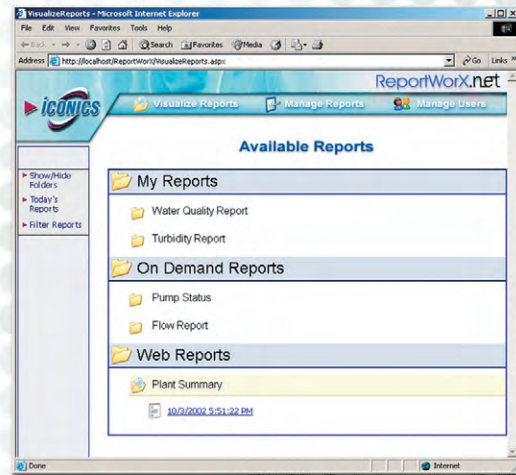 VisualizeReports - Microsoft Internet Explorer
File Edit View Favorites Tools Help
Back Search Favorites Media
Address http://localhost/ReportWorX/VisualizeReports.aspx Go Links »
ReportWorX.net
ICONICS Visualize Reports Manage Reports Manage Users
Available Reports
Show/Hide
Folders
Today's
Reports
Filter Reports
My Reports
Water Quality Report
Turbidity Report
On Demand Reports
Pump Status
Flow Report
Web Reports
Plant Summary
10/3/2002 5:51:22 PM
Done Internet